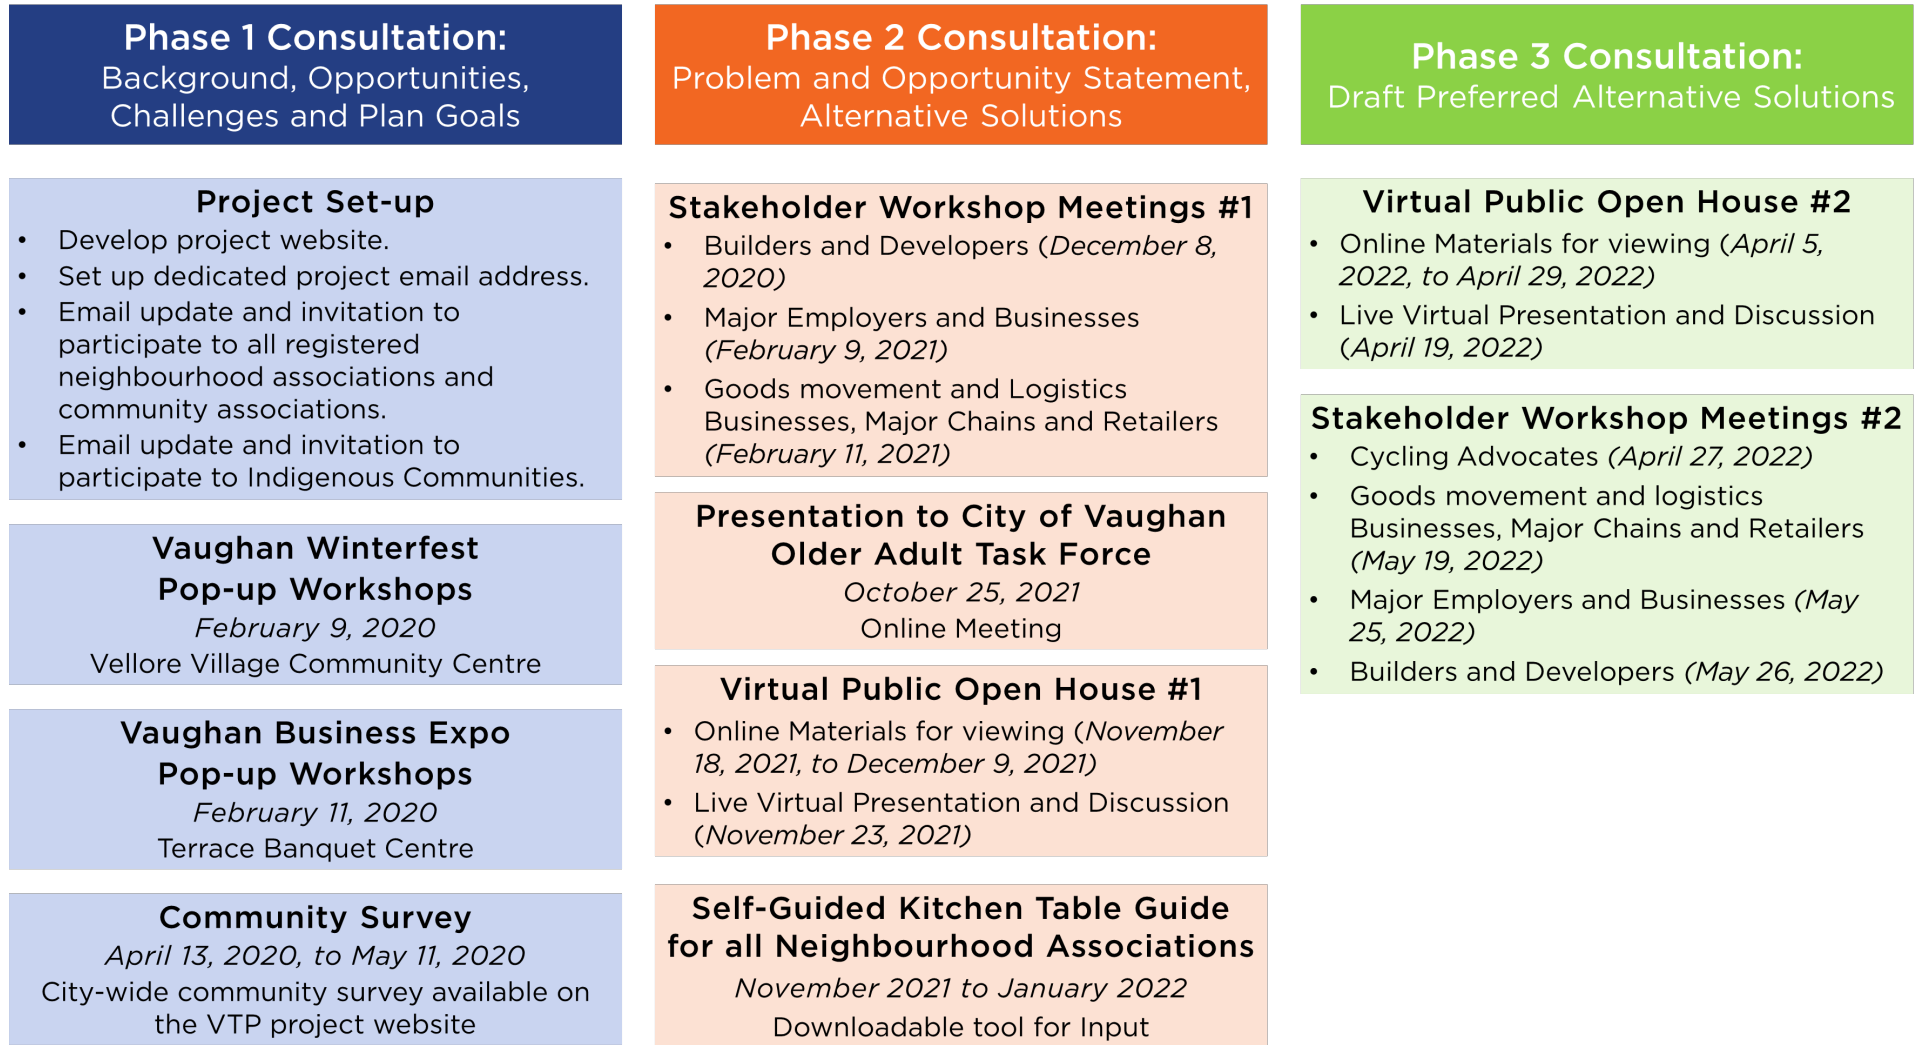 Phase 1 Consultation:
Background, Opportunities,
Challenges and Plan Goals
Project Set-up
• Develop project website.
• Set up dedicated project email address.
• Email update and invitation to
participate to all registered
neighbourhood associations and
community associations.
• Email update and invitation to
participate to Indigenous Communities.
Vaughan Winterfest
Pop-up Workshops
February 9, 2020
Vellore Village Community Centre
Vaughan Business Expo
Pop-up Workshops
February 11, 2020
Terrace Banquet Centre
Community Survey
April 13, 2020, to May 11, 2020
City-wide community survey available on
the VTP project website
Phase 2 Consultation:
Problem and Opportunity Statement,
Alternative Solutions
Stakeholder Workshop Meetings #1
• Builders and Developers (December 8,
2020)
• Major Employers and Businesses
(February 9, 2021)
• Goods movement and Logistics
Businesses, Major Chains and Retailers
(February 11, 2021)
Presentation to City of Vaughan
Older Adult Task Force
October 25, 2021
Online Meeting
Virtual Public Open House #1
• Online Materials for viewing (November
18, 2021, to December 9, 2021)
• Live Virtual Presentation and Discussion
(November 23, 2021)
Self-Guided Kitchen Table Guide
for all Neighbourhood Associations
November 2021 to January 2022
Downloadable tool for Input
Phase 3 Consultation:
Draft Preferred Alternative Solutions
Virtual Public Open House #2
• Online Materials for viewing (April 5,
2022, to April 29, 2022)
• Live Virtual Presentation and Discussion
(April 19, 2022)
Stakeholder Workshop Meetings #2
• Cycling Advocates (April 27, 2022)
• Goods movement and logistics
Businesses, Major Chains and Retailers
(May 19, 2022)
• Major Employers and Businesses (May
25, 2022)
• Builders and Developers (May 26, 2022)